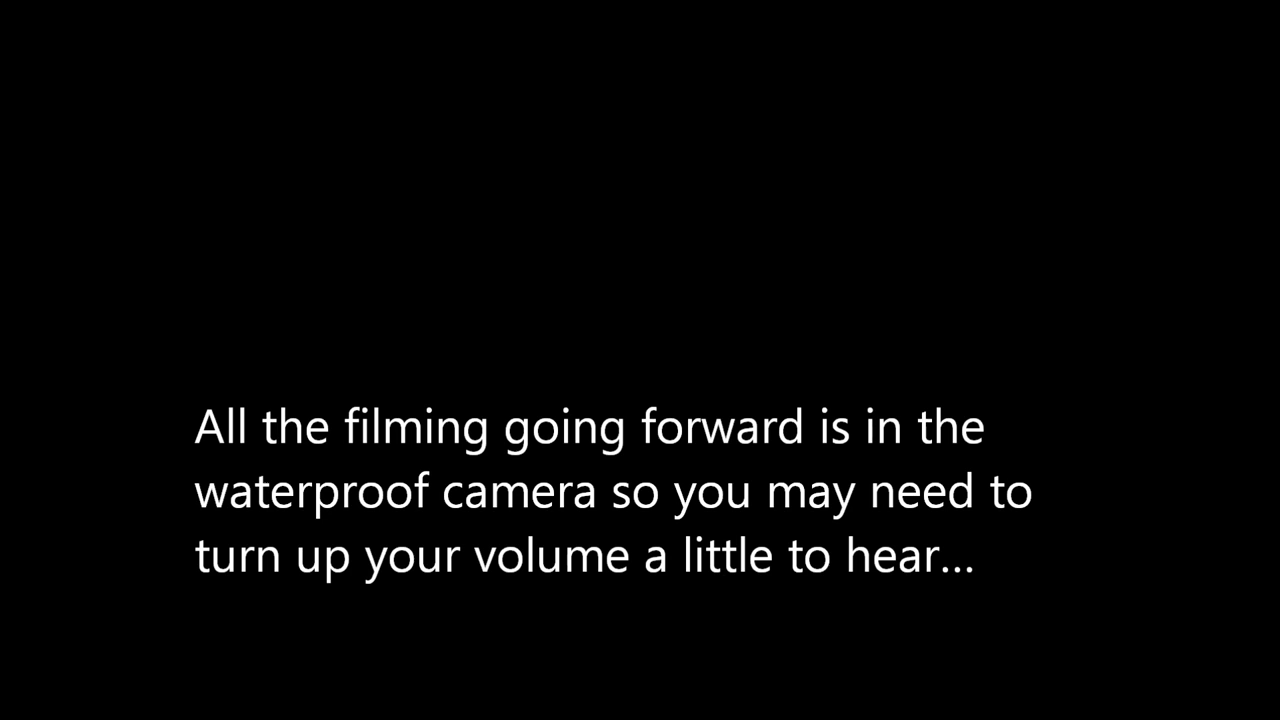 All the filming going forward is in the
waterproof camera so you may need to
turn up your volume a little to hear...